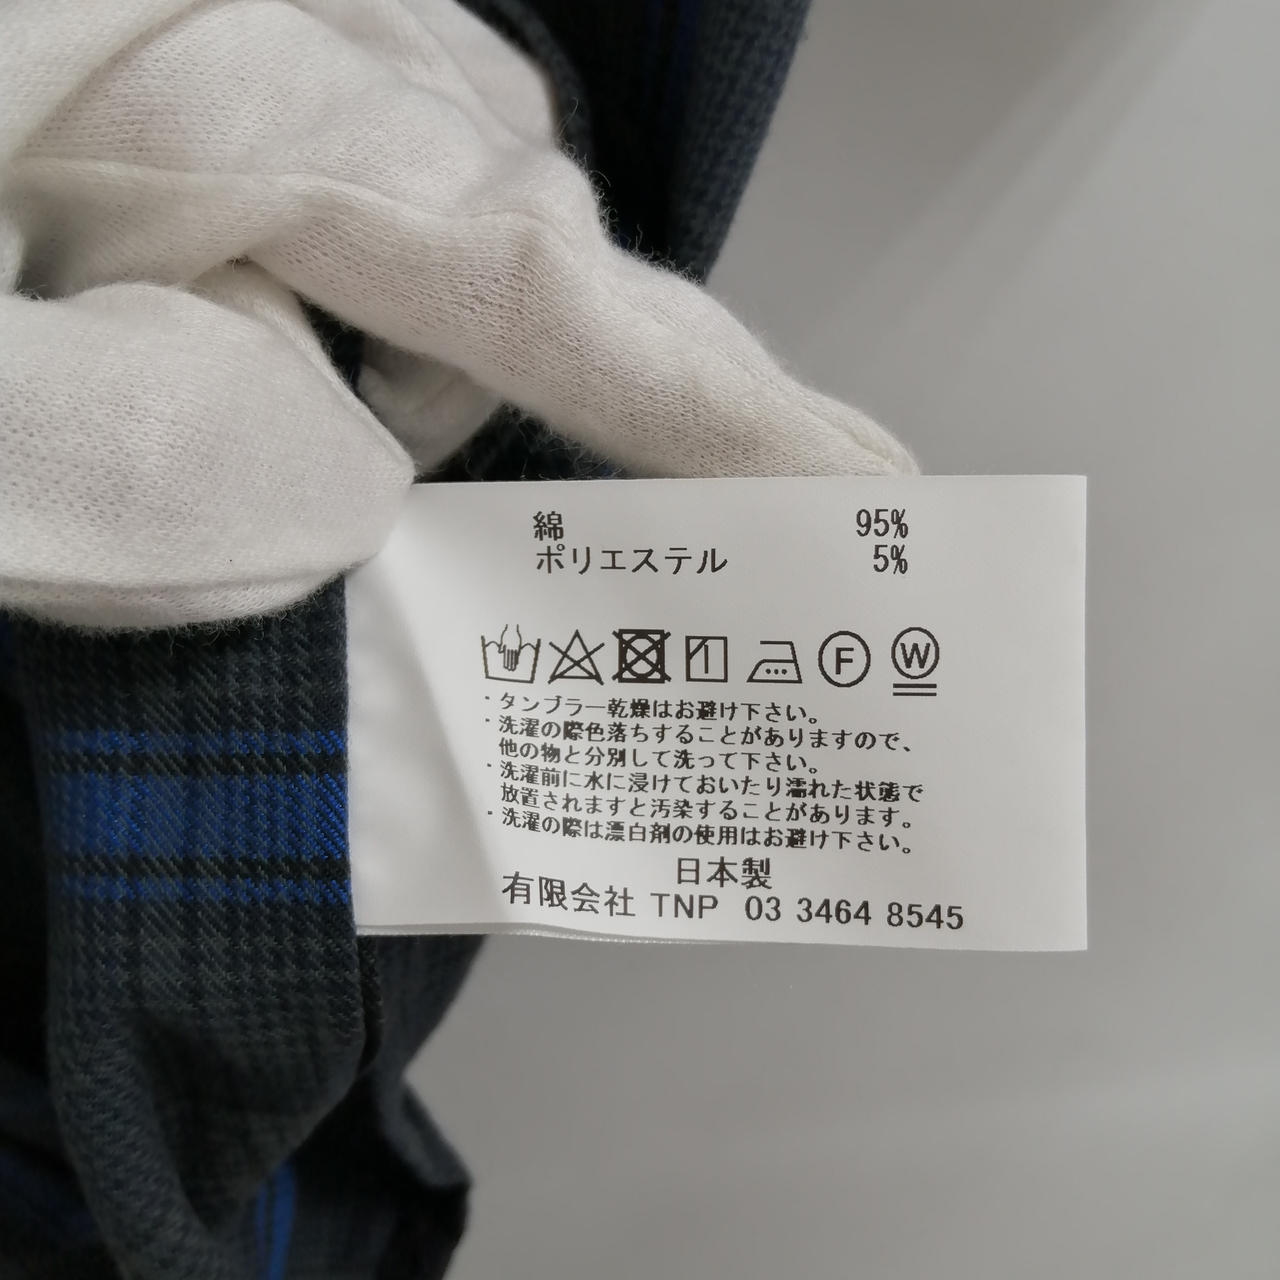 綿 95%
ポリエステル 5%
F W
・タンブラー乾燥はお避け下さい。
・洗濯の際色落ちすることがありますので、
他の物と分別して洗って下さい。
・洗濯前に水に浸けておいたり濡れた状態で
放置されますと汚染することがあります。
・洗濯の際は漂白剤の使用はお避け下さい。
日本製
有限会社 TNP 03 3464 8545